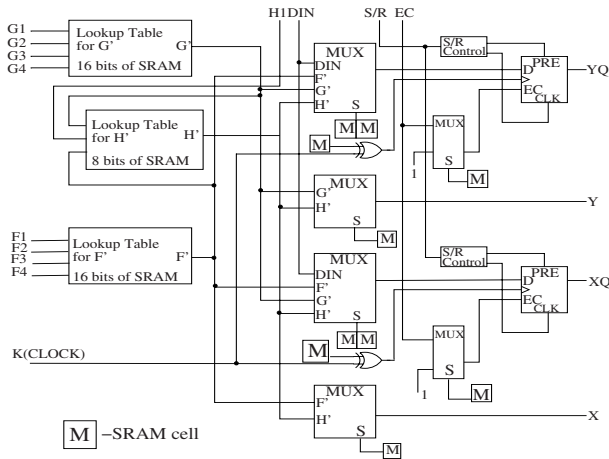 H1 DIN S/R EC
G1
G2
G3
G4
Lookup Table
for G'
G'
16 bits of SRAM
MUX
DIN
F'
G'
H'
S
M M
S/R
Control
PRE
D
EC
CLK
YQ
Lookup Table
for H'
H'
8 bits of SRAM
M
MUX
S
1
M
MUX
G'
H'
S
M
Y
F1
F2
F3
F4
Lookup Table
for F'
F'
16 bits of SRAM
MUX
DIN
F'
G'
H'
S
M M
S/R
Control
PRE
D
EC
CLK
XQ
K(CLOCK)
M
MUX
S
1
M
MUX
F'
H'
S
M
X
M –SRAM cell